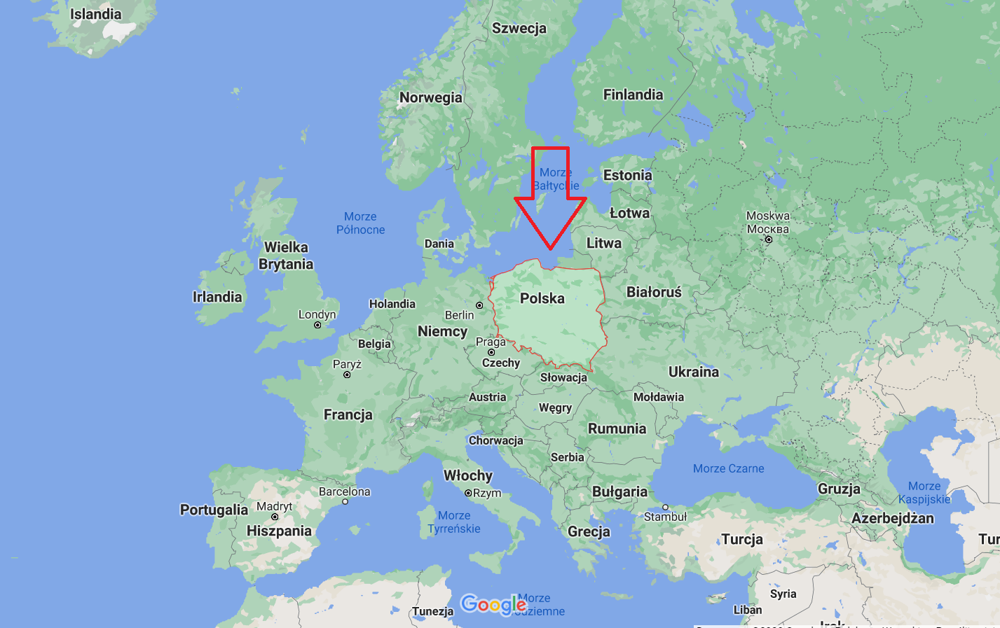 Islandia
Szwecja
Norwegia
Finlandia
Morze
Bałtyckie
Estonia
Łotwa
Moskwa
Москва
Morze
Północne
Dania
Litwa
Wielka
Brytania
Irlandia
Londyn
Holandia
Berlin
Polska
Białoruś
Niemcy
Belgia
Praga
Czechy
Paryż
Słowacja
Ukraina
Austria
Węgry
Mołdawia
Francja
Rumunia
Chorwacja
Serbia
Morze Czarne
Włochy
Rzym
Bułgaria
Gruzja
Morze
Kaspijskie
Barcelona
Portugalia
Madryt
Hiszpania
Morze
Tyrreńskie
Stambuł
Azerbejdżan
Grecja
Turcja
Tur
Syria
Liban
Tunezja
Google
Morze
Irak